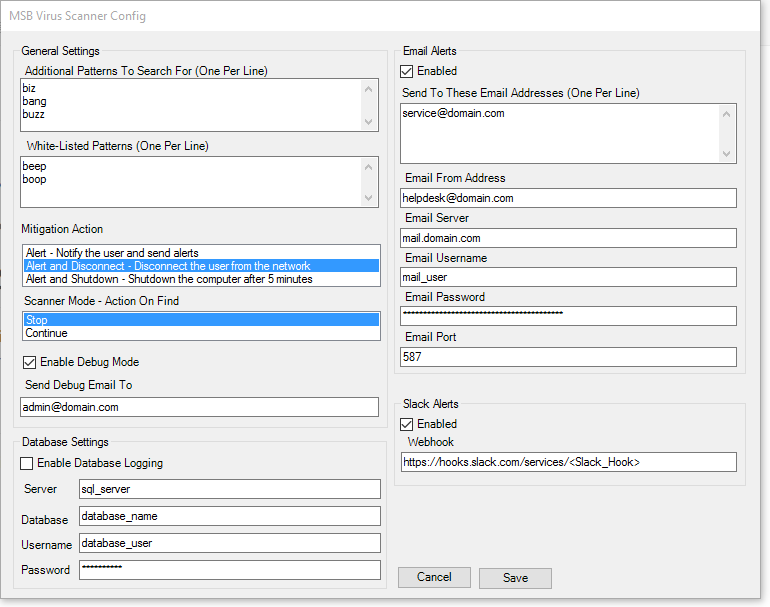 MSB Virus Scanner Config
General Settings
Additional Patterns To Search For (One Per Line)
biz
bang
buzz
White-Listed Patterns (One Per Line)
beep
boop
Mitigation Action
Alert - Notify the user and send alerts
Alert and Disconnect - Disconnect the user from the network
Alert and Shutdown - Shutdown the computer after 5 minutes
Scanner Mode - Action On Find
Stop
Continue
Enable Debug Mode
Send Debug Email To
admin@domain.com
Database Settings
Enable Database Logging
Server sql_server
Database database_name
Username database_user
Password **********
Email Alerts
Enabled
Send To These Email Addresses (One Per Line)
service@domain.com
Email From Address
helpdesk@domain.com
Email Server
mail.domain.com
Email Username
mail_user
Email Password
****************************************
Email Port
587
Slack Alerts
Enabled
Webhook
https://hooks.slack.com/services/<Slack_Hook>
Cancel Save